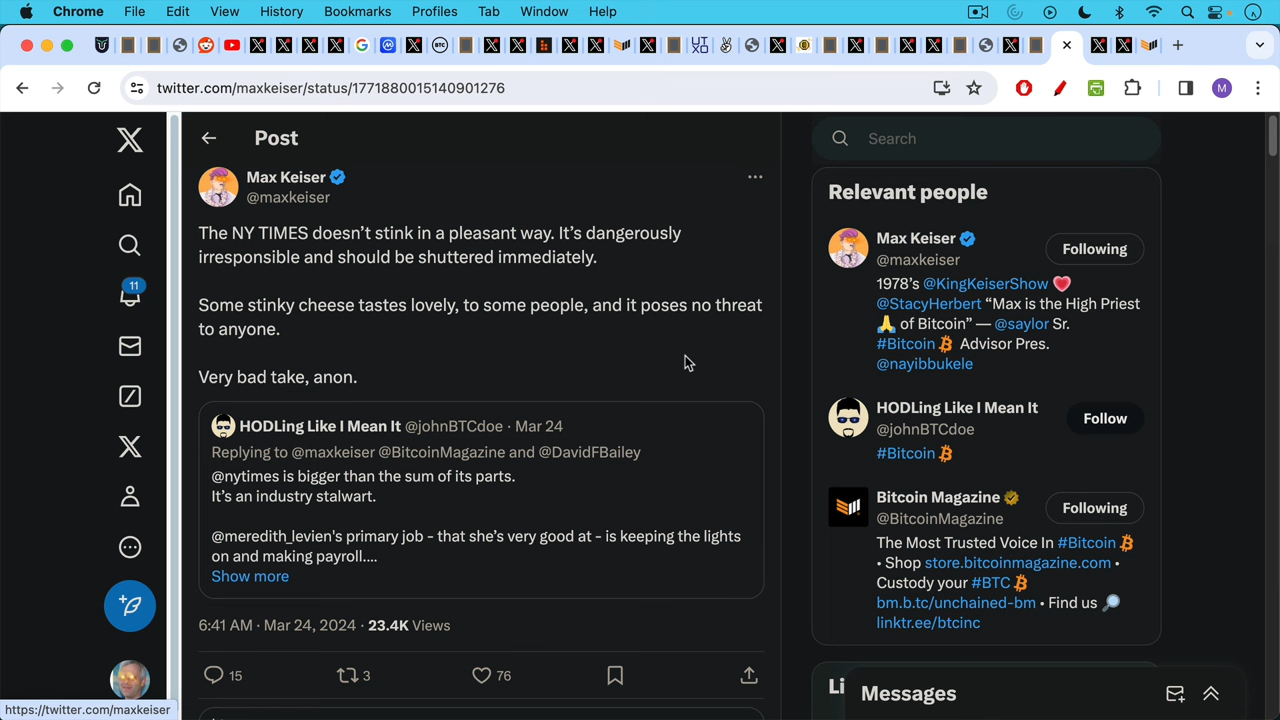 Chrome File Edit View History Bookmarks Profiles Tab Window Help
twitter.com/maxkeiser/status/1771880015140901276
M
Post
Search
Max Keiser
@maxkeiser
The NY TIMES doesn’t stink in a pleasant way. It’s dangerously
irresponsible and should be shuttered immediately.
Some stinky cheese tastes lovely, to some people, and it poses no threat
to anyone.
Very bad take, anon.
HODLing Like I Mean It @johnBTCdoe · Mar 24
Replying to @maxkeiser @BitcoinMagazine and @DavidFBailey
@nytimes is bigger than the sum of its parts.
It’s an industry stalwart.
@meredith_levien's primary job - that she’s very good at - is keeping the lights
on and making payroll....
Show more
6:41 AM · Mar 24, 2024 · 23.4K Views
15 3 76
11
Relevant people
Max Keiser
@maxkeiser
Following
1978’s @KingKeiserShow ❤️
@StacyHerbert “Max is the High Priest
🙏 of Bitcoin” — @saylor Sr.
#Bitcoin Advisor Pres.
@nayibbukele
HODLing Like I Mean It
@johnBTCdoe
Follow
#Bitcoin
Bitcoin Magazine
@BitcoinMagazine
Following
The Most Trusted Voice In #Bitcoin
• Shop store.bitcoinmagazine.com •
Custody your #BTC
bm.b.tc/unchained-bm • Find us 🔎
linktr.ee/btcinc
Li
Messages
https://twitter.com/maxkeiser